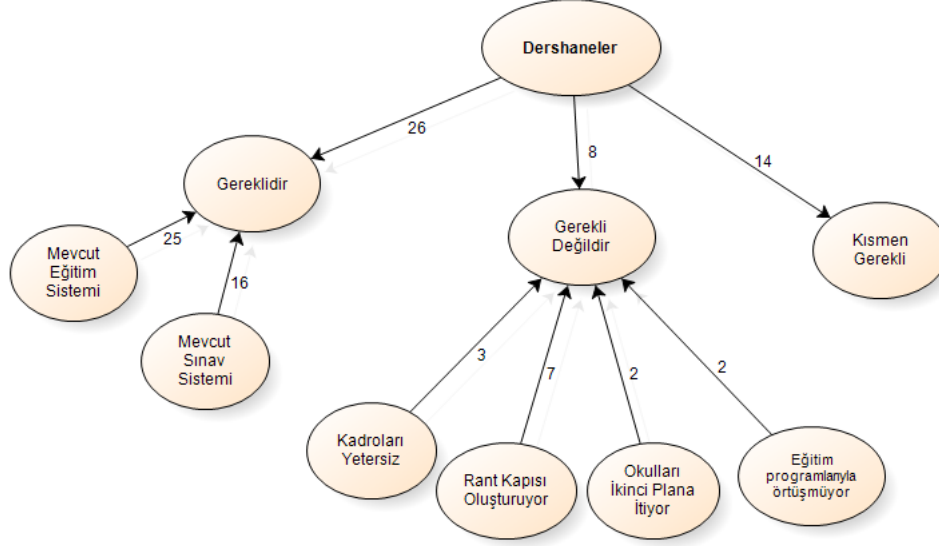 Dershaneler
26
8
14
Gereklidir
Gerekli
Değildir
Kısmen
Gerekli
25
Mevcut
Eğitim
Sistemi
16
Mevcut
Sınav
Sistemi
3
7
2
2
Kadroları
Yetersiz
Rant Kapısı
Oluşturuyor
Okulları
İkinci Plana
İtiyor
Eğitim
programlarıyla
örtüşmüyor